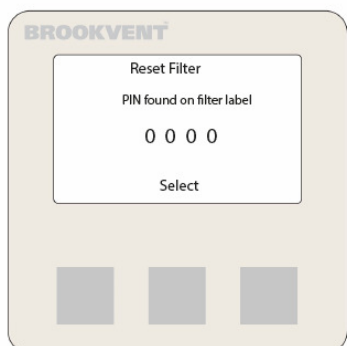 BROOKVENT
Reset Filter
PIN found on filter label
0 0 0 0
Select